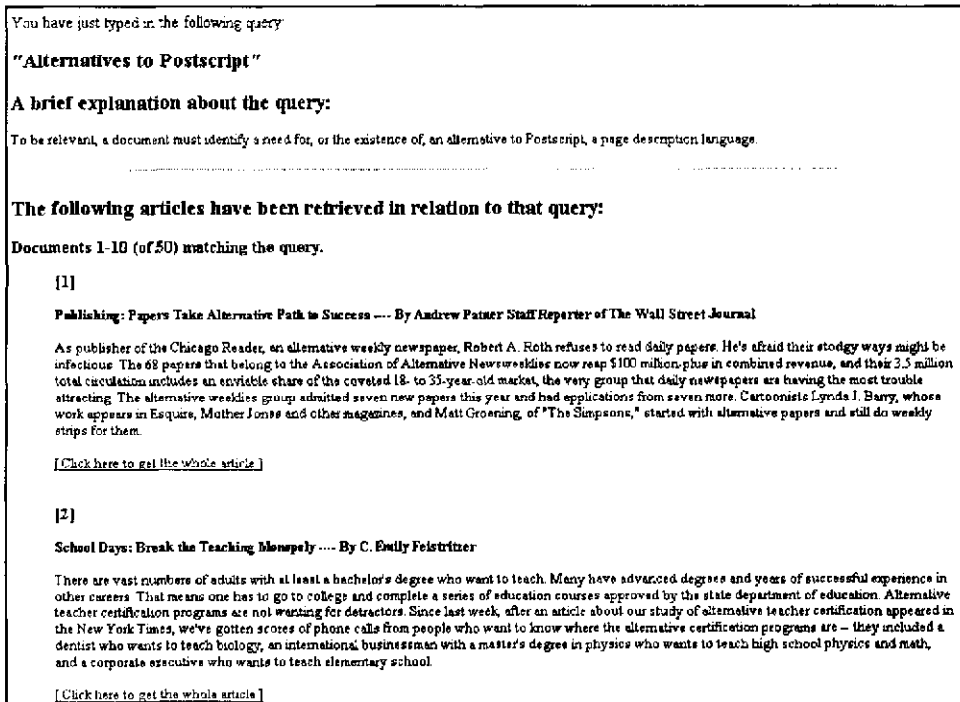 You have just typed in the following query
"Alternatives to Postscript"
A brief explanation about the query:
To be relevant, a document must identify a need for, or the existence of, an alternative to Postscript, a page description language.
The following articles have been retrieved in relation to that query:
Documents 1-10 (of 50) matching the query.
[1]
Publishing: Papers Take Alternative Path to Success ---- By Andrew Patner Staff Reporter of The Wall Street Journal
As publisher of the Chicago Reader, an alternative weekly newspaper, Robert A. Roth refuses to read daily papers. He's afraid their stodgy ways might be
infectious. The 68 papers that belong to the Association of Alternative Newsweeklies now reap $100 million-plus in combined revenue, and their 3.5 million
total circulation includes an enviable share of the coveted 18- to 35-year-old market, the very group that daily newspapers are having the most trouble
attracting. The alternative weeklies group admitted seven new papers this year and had applications from seven more. Cartoonists Lynda J. Barry, whose
work appears in Esquire, Mother Jones and other magazines, and Matt Groening, of "The Simpsons," started with alternative papers and still do weekly
strips for them.
[ Click here to get the whole article ]
[2]
School Days: Break the Teaching Monopoly ---- By C. Emily Feistritzer
There are vast numbers of adults with at least a bachelor's degree who want to teach. Many have advanced degrees and years of successful experience in
other careers. That means one has to go to college and complete a series of education courses approved by the state department of education. Alternative
teacher certification programs are not wanting for detractors. Since last week, after an article about our study of alternative teacher certification appeared in
the New York Times, we've gotten scores of phone calls from people who want to know where the alternative certification programs are -- they included a
dentist who wants to teach biology, an international businessman with a master's degree in physics who wants to teach high school physics and math,
and a corporate executive who wants to teach elementary school.
[ Click here to get the whole article ]